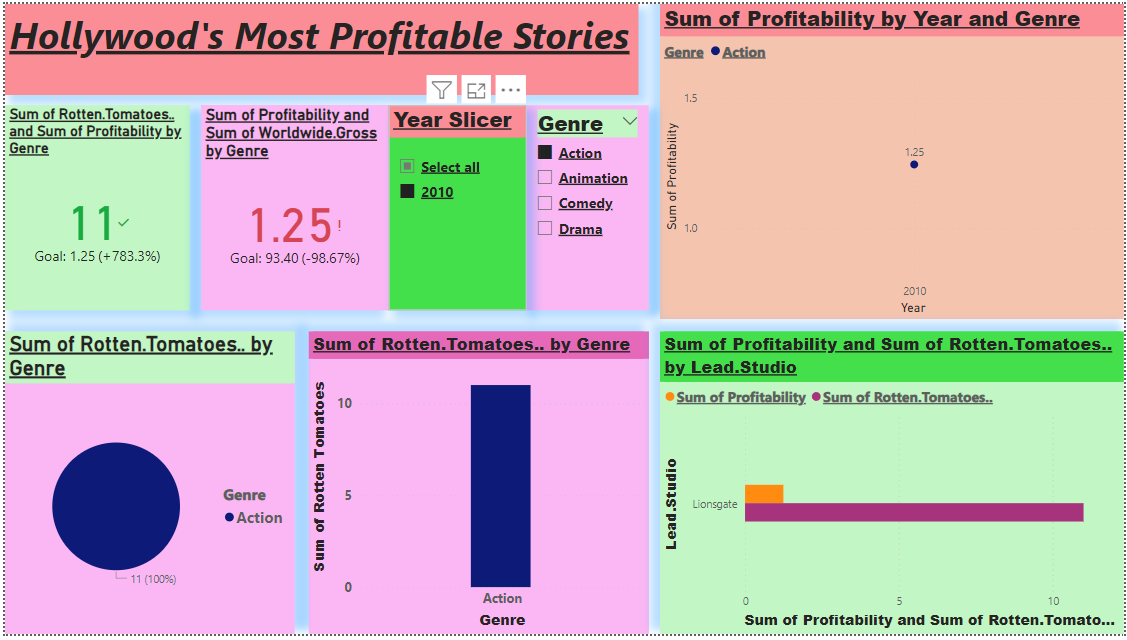 Hollywood's Most Profitable Stories
Sum of Rotten.Tomatoes..
and Sum of Profitability by
Genre
11
Goal: 1.25 (+783.3%)
Sum of Profitability and
Sum of Worldwide.Gross
by Genre
1.25!
Goal: 93.40 (-98.67%)
Year Slicer
Select all
2010
Genre
Action
Animation
Comedy
Drama
Sum of Profitability by Year and Genre
Genre Action
Sum of Profitability
1.5
1.0
1.25
2010
Year
Sum of Rotten.Tomatoes.. by
Genre
Genre
Action
11 (100%)
Sum of Rotten.Tomatoes.. by Genre
Sum of Rotten Tomatoes
10
5
0
Action
Genre
Sum of Profitability and Sum of Rotten.Tomatoes..
by Lead.Studio
Sum of Profitability Sum of Rotten.Tomatoes..
Lead.Studio
Lionsgate
0 5 10
Sum of Profitability and Sum of Rotten.Tomato...